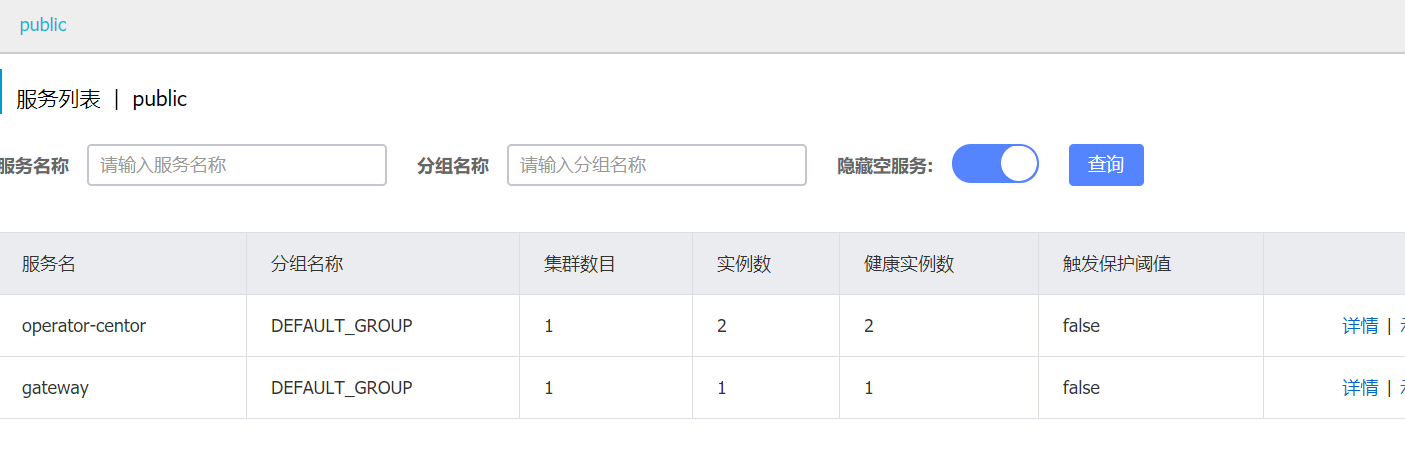 public
服务列表 | public
服务名称 请输入服务名称 分组名称 请输入分组名称 隐藏空服务: 查询
服务名 分组名称 集群数目 实例数 健康实例数 触发保护阈值
operator-centor DEFAULT_GROUP 1 2 2 false 详情 |
gateway DEFAULT_GROUP 1 1 1 false 详情 |